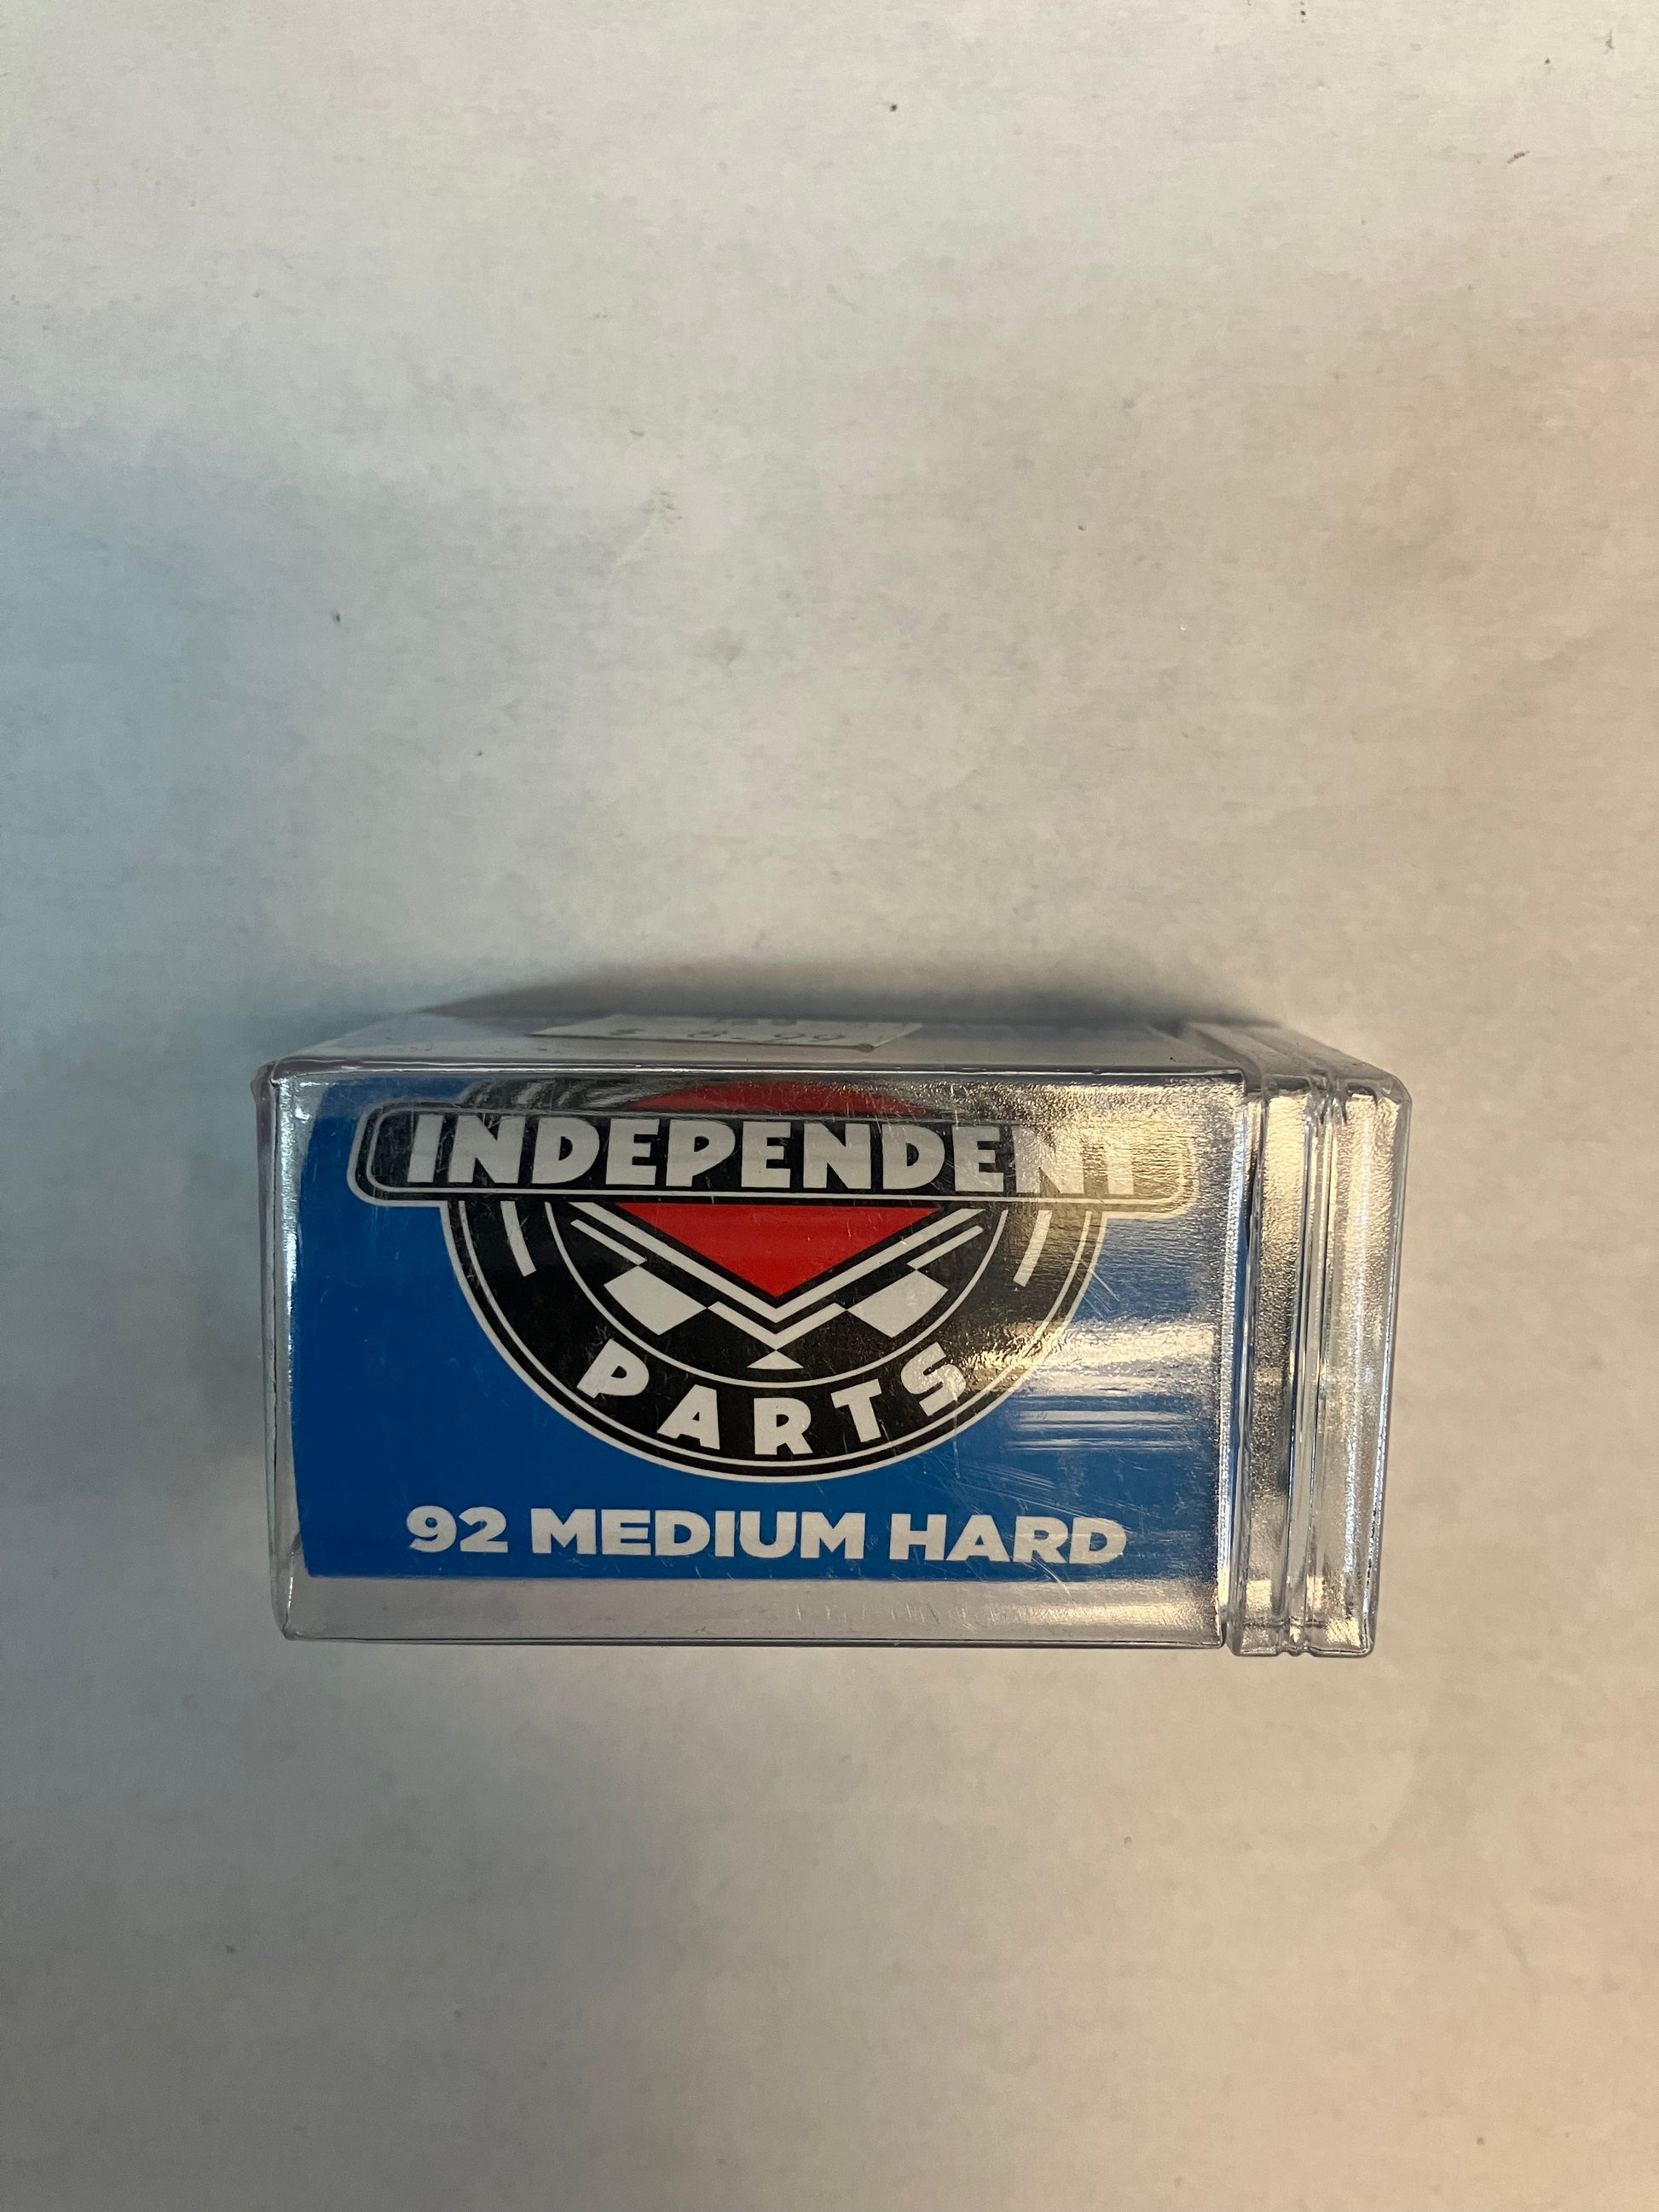 INDEPENDENT
PARTS
92 MEDIUM HARD